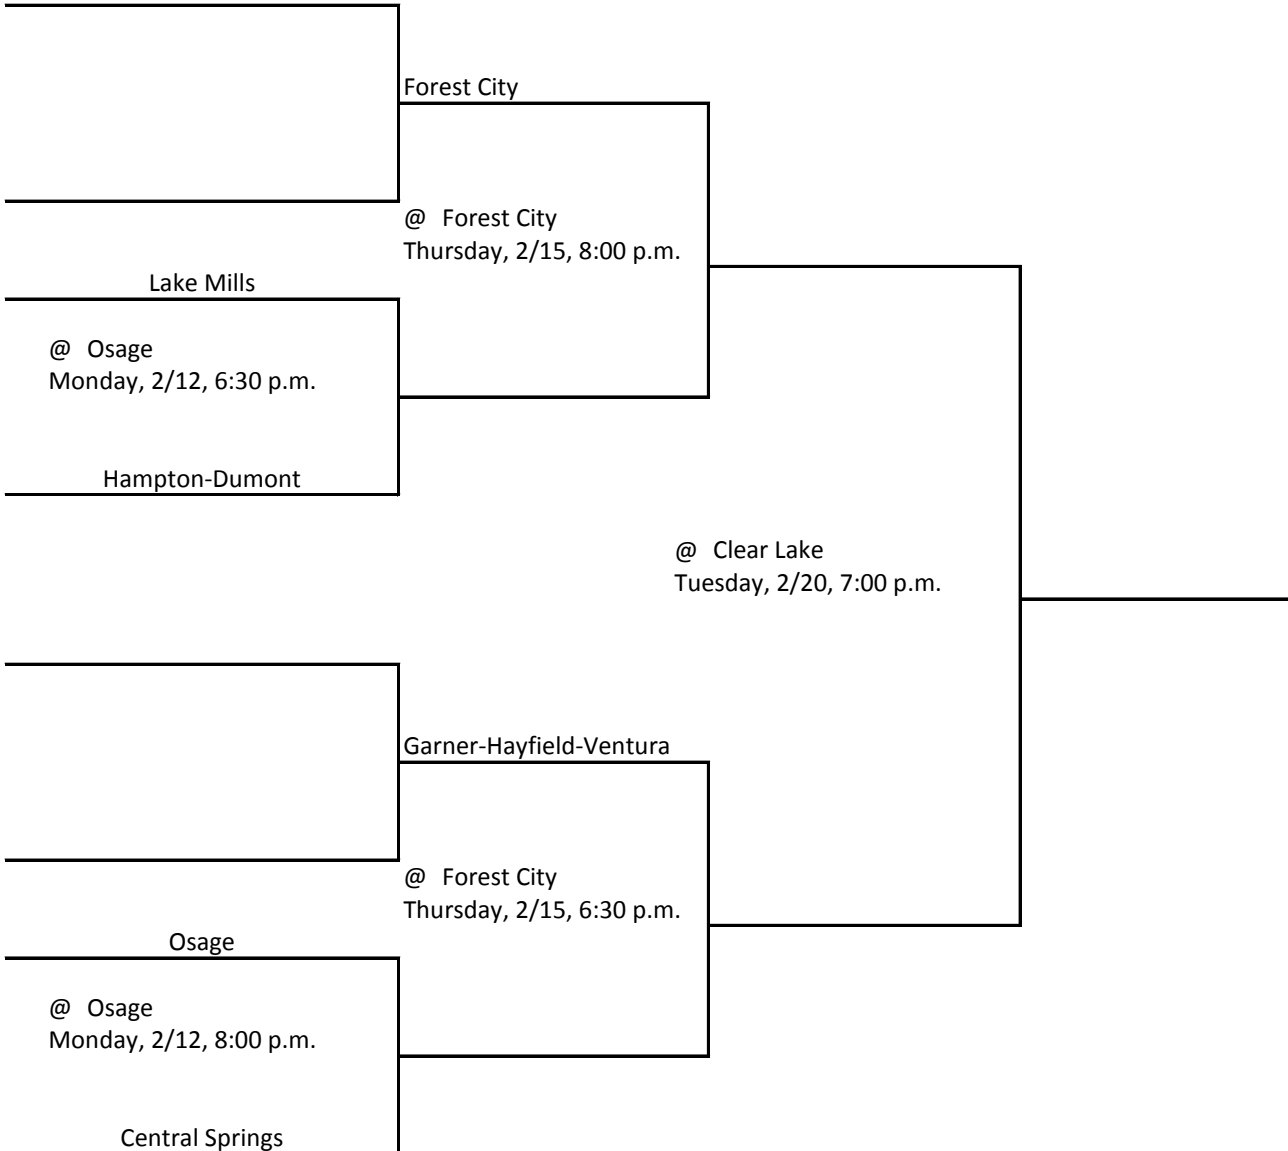 Forest City
@ Forest City
Thursday, 2/15, 8:00 p.m.
Lake Mills
@ Osage
Monday, 2/12, 6:30 p.m.
Hampton-Dumont
@ Clear Lake
Tuesday, 2/20, 7:00 p.m.
Garner-Hayfield-Ventura
@ Forest City
Thursday, 2/15, 6:30 p.m.
Osage
@ Osage
Monday, 2/12, 8:00 p.m.
Central Springs